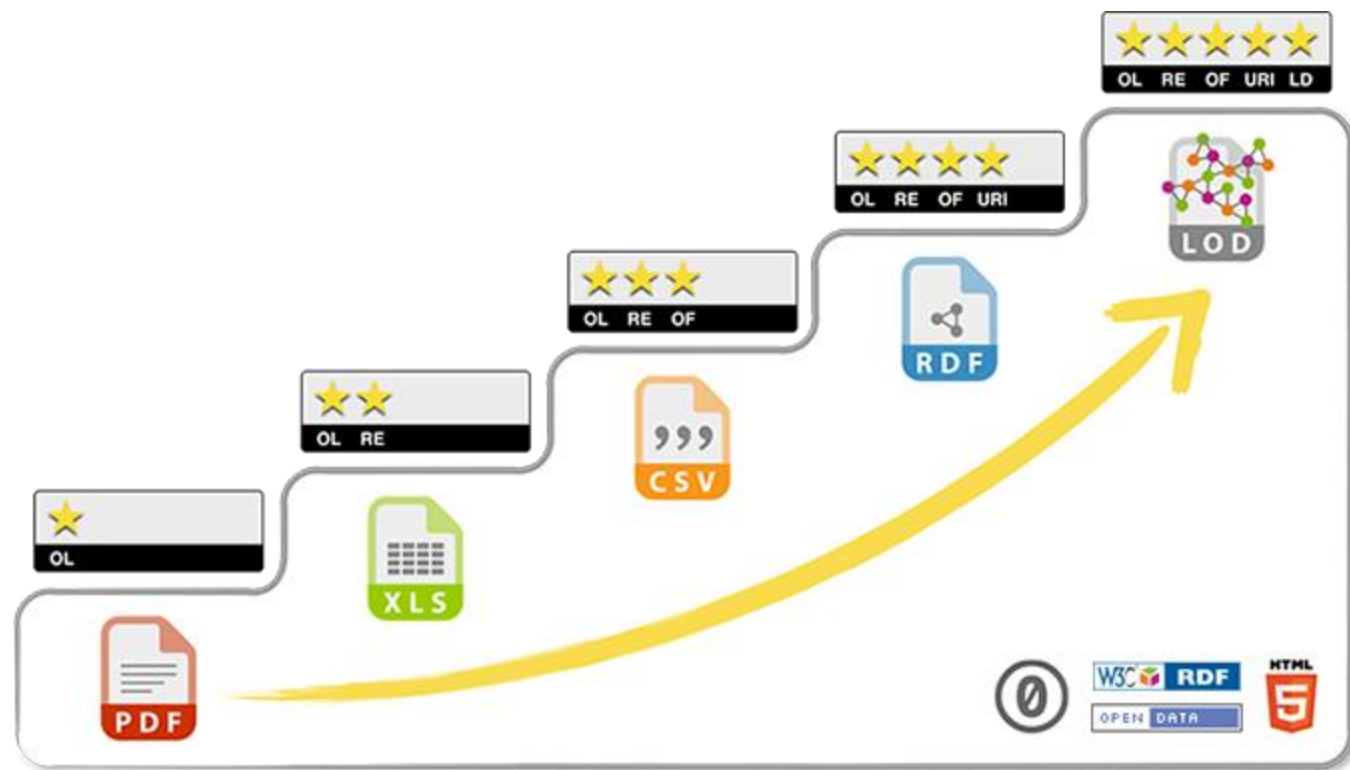 OL RE OF URI LD
LOD
OL RE OF URI
RDF
OL RE OF
CSV
OL RE
XLS
OL
PDF
0
W3C RDF
OPEN DATA
HTML
5